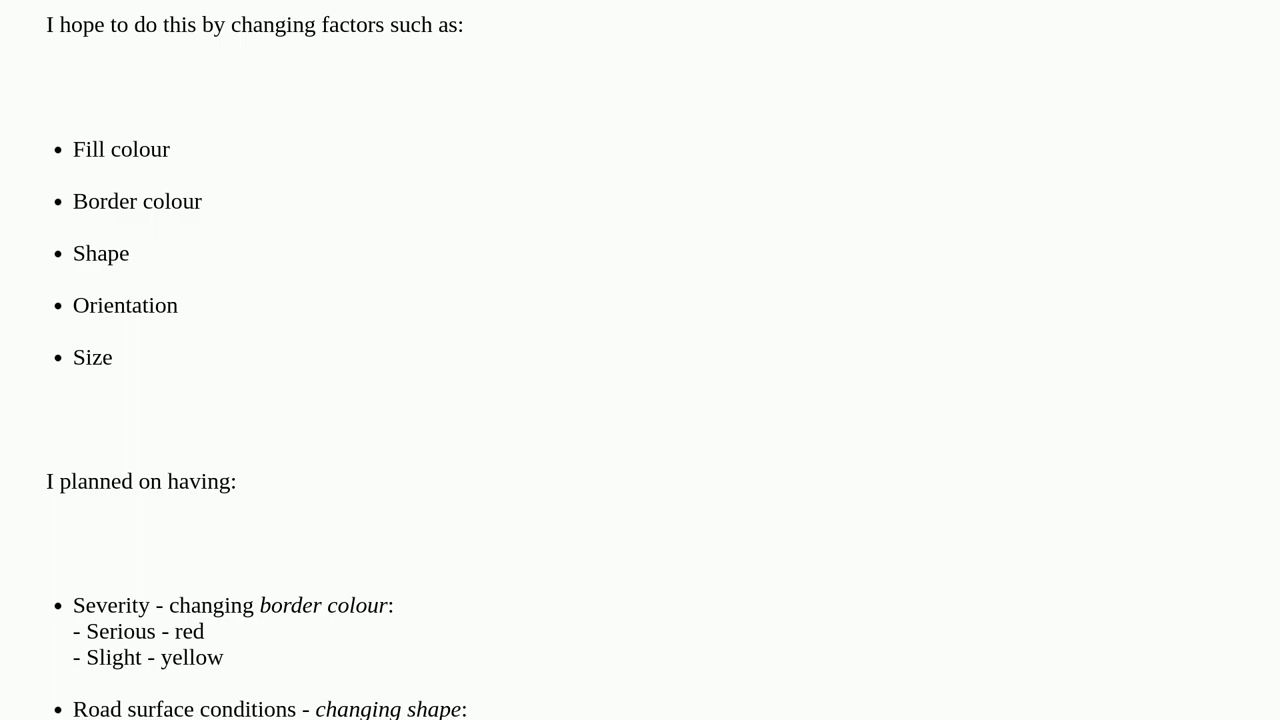 I hope to do this by changing factors such as:
• Fill colour
• Border colour
• Shape
• Orientation
• Size
I planned on having:
• Severity - changing border colour:
- Serious - red
- Slight - yellow
• Road surface conditions - changing shape: